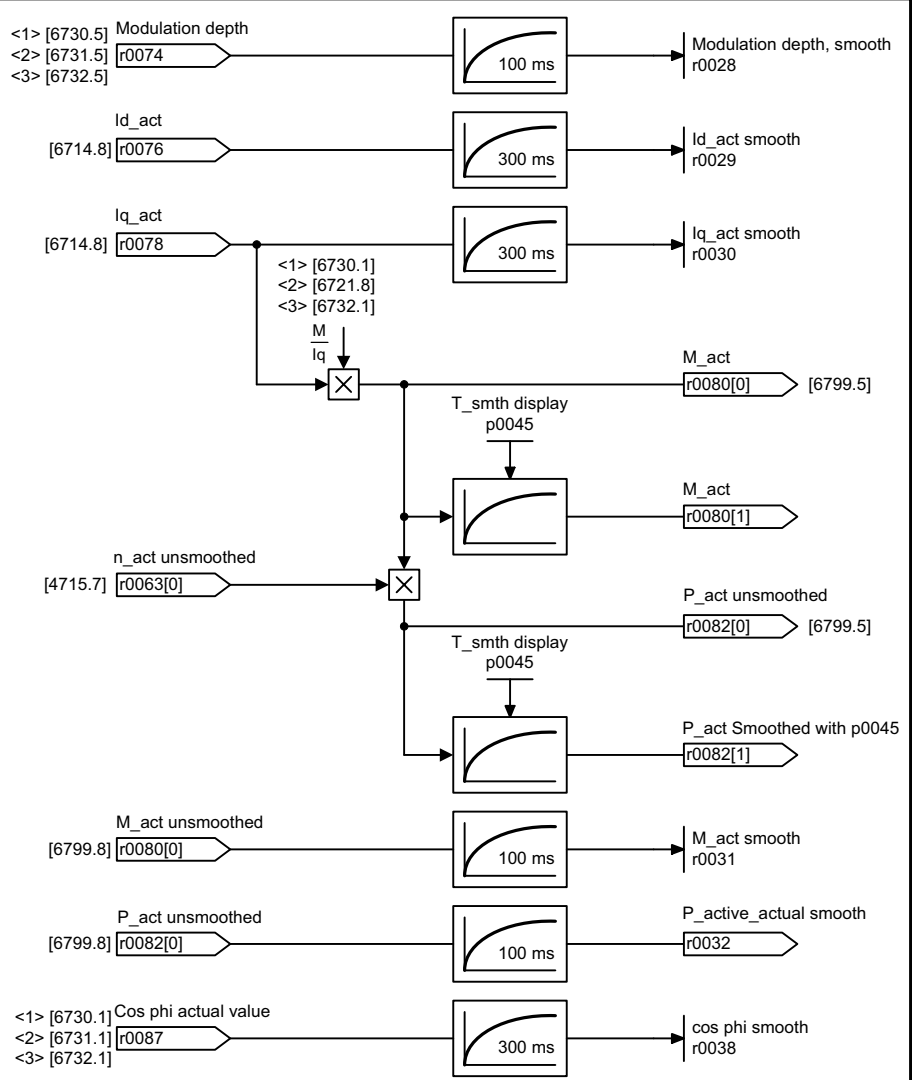 <1> [6730.5] Modulation depth
<2> [6731.5] r0074
<3> [6732.5]
100 ms
Modulation depth, smooth
r0028
Id_act
[6714.8] r0076
300 ms
Id_act smooth
r0029
Iq_act
[6714.8] r0078
300 ms
Iq_act smooth
r0030
<1> [6730.1]
<2> [6721.8]
<3> [6732.1]
M
Iq
M_act
r0080[0] [6799.5]
T_smth display
p0045
M_act
r0080[1]
n_act unsmoothed
[4715.7] r0063[0]
P_act unsmoothed
r0082[0] [6799.5]
T_smth display
p0045
P_act Smoothed with p0045
r0082[1]
M_act unsmoothed
[6799.8] r0080[0]
100 ms
M_act smooth
r0031
P_act unsmoothed
[6799.8] r0082[0]
100 ms
P_active_actual smooth
r0032
<1> [6730.1] Cos phi actual value
<2> [6731.1] r0087
<3> [6732.1]
300 ms
cos phi smooth
r0038